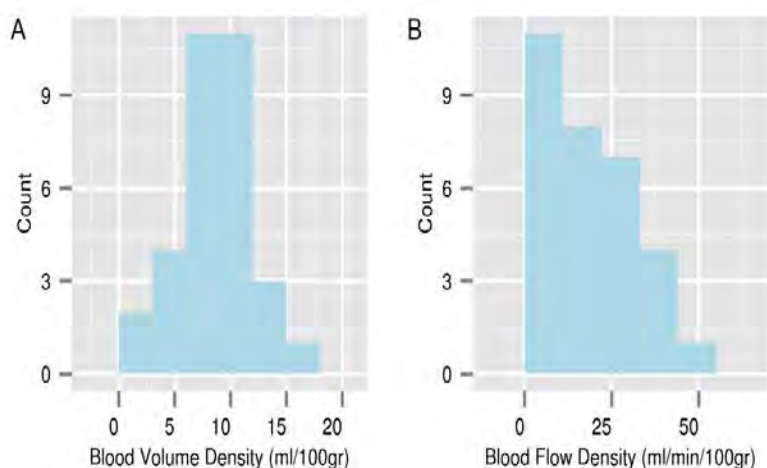 A
B
Count
9
6
3
0
0 5 10 15 20
Blood Volume Density (ml/100gr)
Count
9
6
3
0
0 25 50
Blood Flow Density (ml/min/100gr)